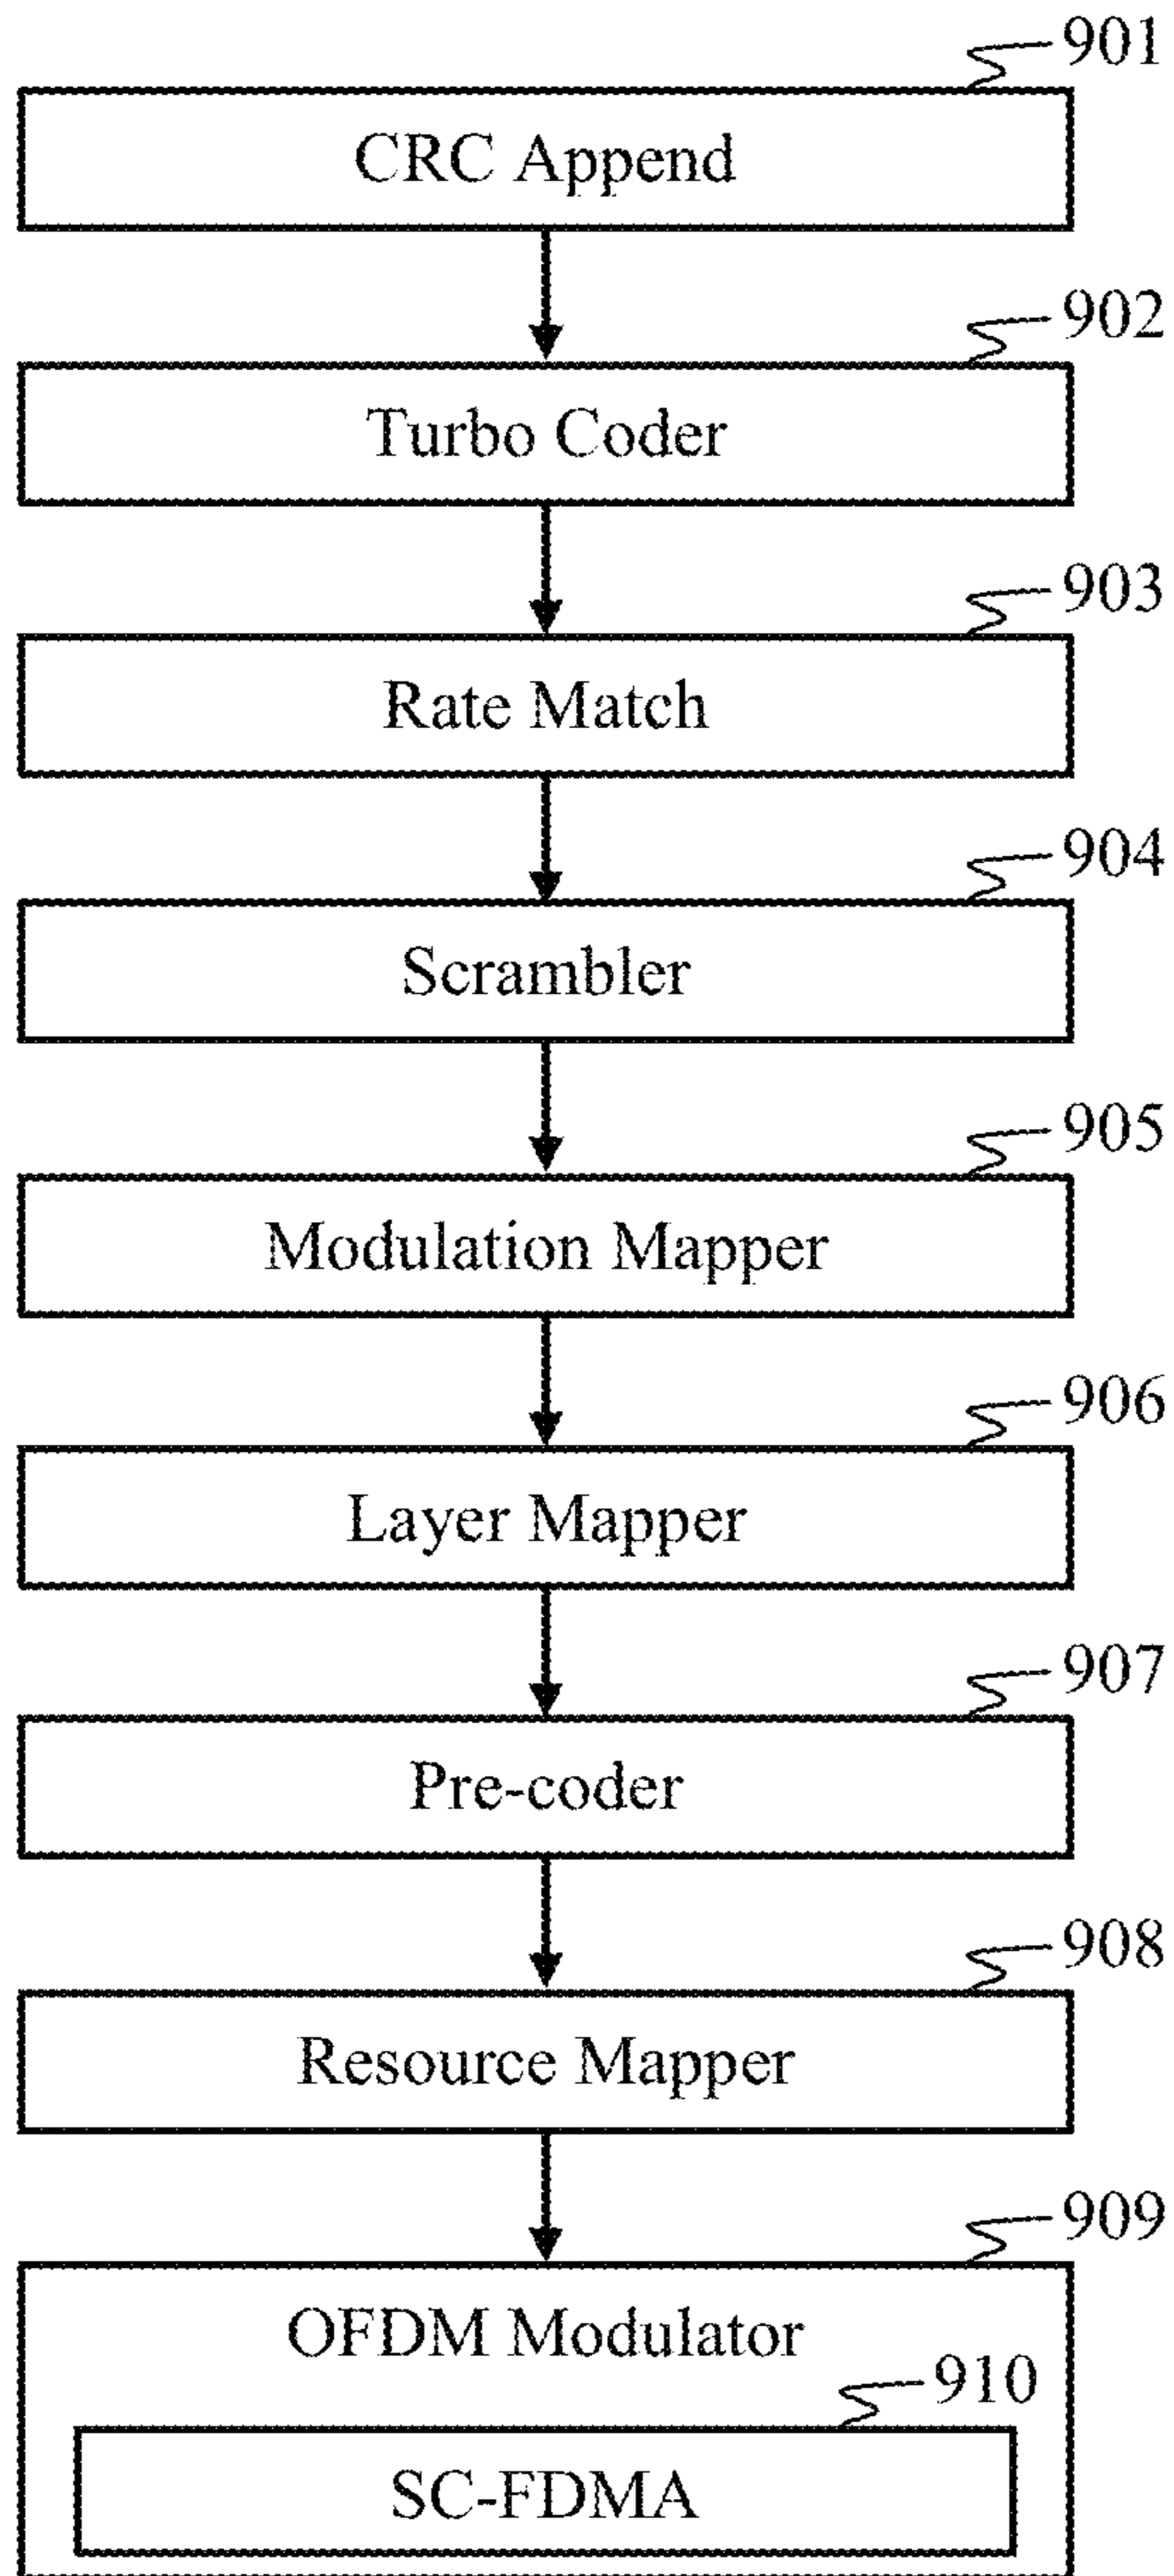 901
CRC Append
902
Turbo Coder
903
Rate Match
904
Scrambler
905
Modulation Mapper
906
Layer Mapper
907
Pre-coder
908
Resource Mapper
909
OFDM Modulator
910
SC-FDMA